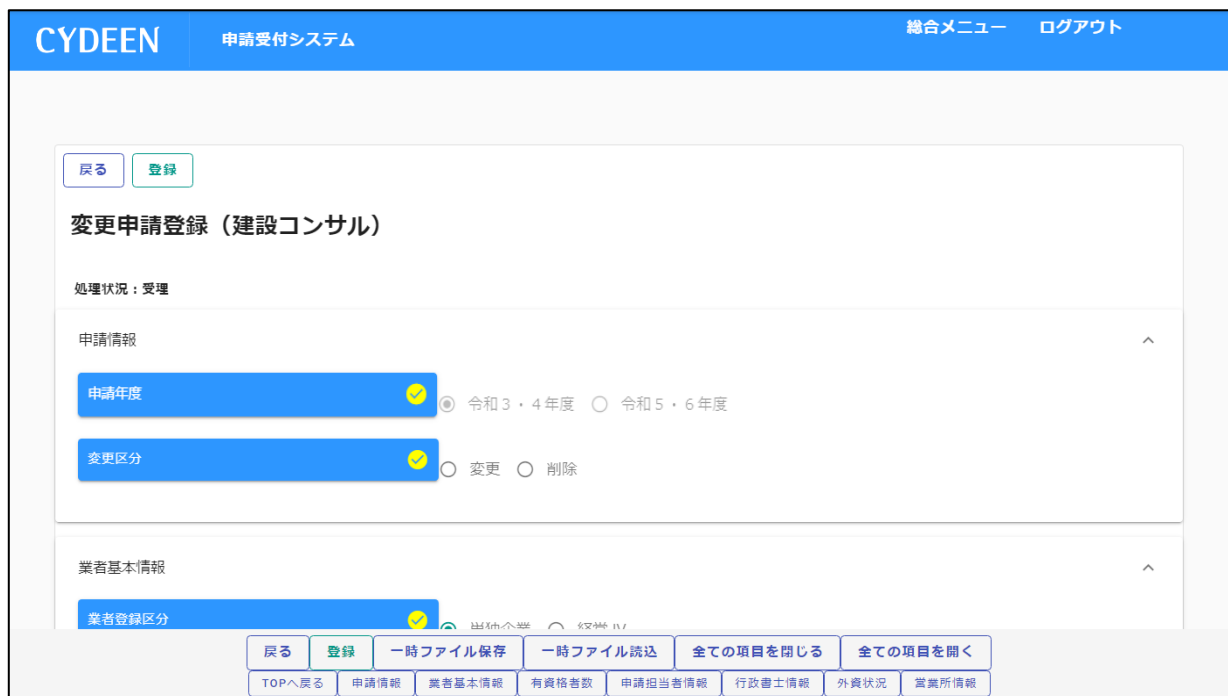 CYDEEN 申請受付システム 総合メニュー ログアウト
戻る 登録
変更申請登録（建設コンサル）
処理状況：受理
申請情報
申請年度 令和３・４年度 令和５・６年度
変更区分 変更 削除
業者基本情報
業者登録区分 単独企業 経常JV
戻る 登録 一時ファイル保存 一時ファイル読込 全ての項目を閉じる 全ての項目を開く
TOPへ戻る 申請情報 業者基本情報 有資格者数 申請担当者情報 行政書士情報 外資状況 営業所情報